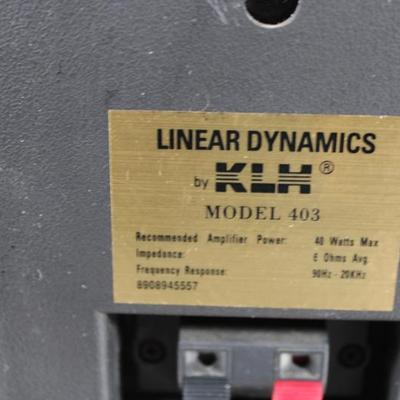 LINEAR DYNAMICS
by KLH®
MODEL 403
Recommended Amplifier Power: 40 Watts Max
Impedance: 6 Ohms Avg.
Frequency Response: 90Hz - 20KHz
8908945557